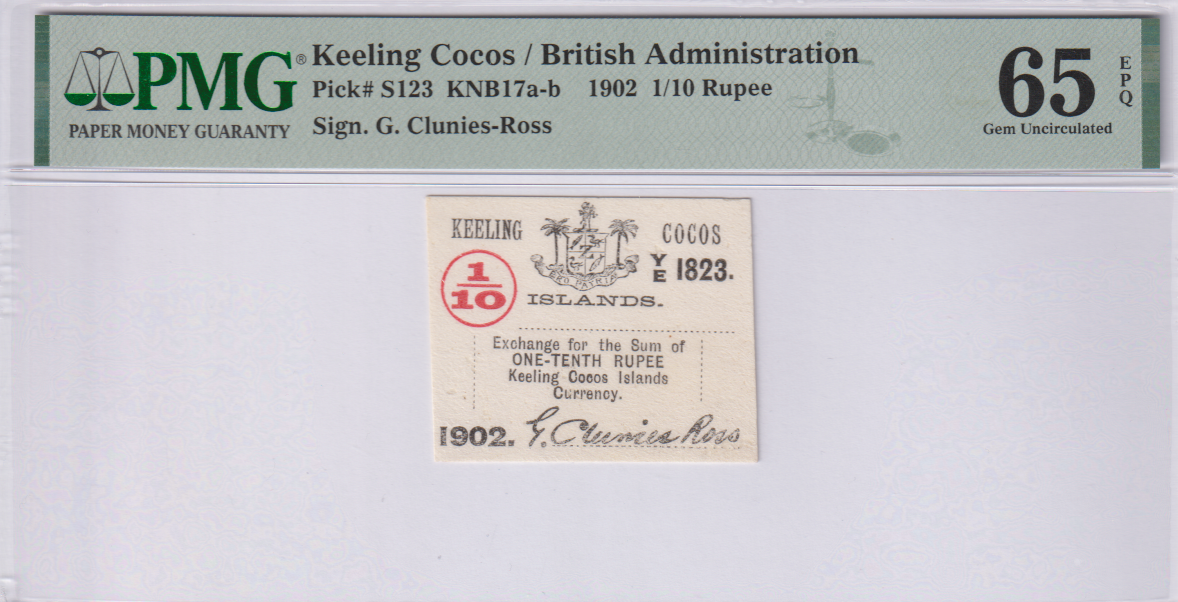 PMG®
PAPER MONEY GUARANTY
Keeling Cocos / British Administration
Pick# S123 KNB17a-b 1902 1/10 Rupee
Sign. G. Clunies-Ross
65
EPQ
Gem Uncirculated
KEELING COCOS
1/10
YE 1823.
PRO PATRIA
ISLANDS.
Exchange for the Sum of
ONE-TENTH RUPEE
Keeling Cocos Islands
Currency.
1902. G. Clunies Ross